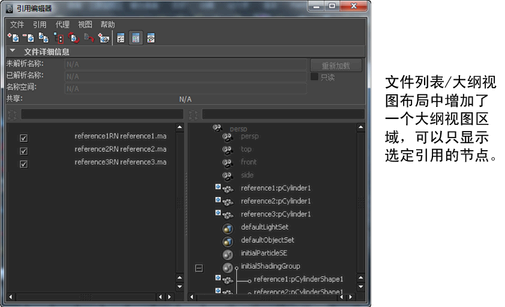 引用编辑器
文件 引用 代理 视图 帮助
文件详细信息
未解析名称: N/A 重新加载
已解析名称: N/A 只读
名称空间: N/A
共享: N/A
reference1RN reference1.ma
reference2RN reference2.ma
reference3RN reference3.ma
persp
persp
top
front
side
reference1:pCylinder1
reference2:pCylinder1
reference3:pCylinder1
defaultLightSet
defaultObjectSet
initialParticleSE
initialShadingGroup
reference1:pCylinderShape1
reference2:pCylinderShape1
文件列表/大纲视
图布局中增加了
一个大纲视图区
域，可以只显示
选定引用的节点。